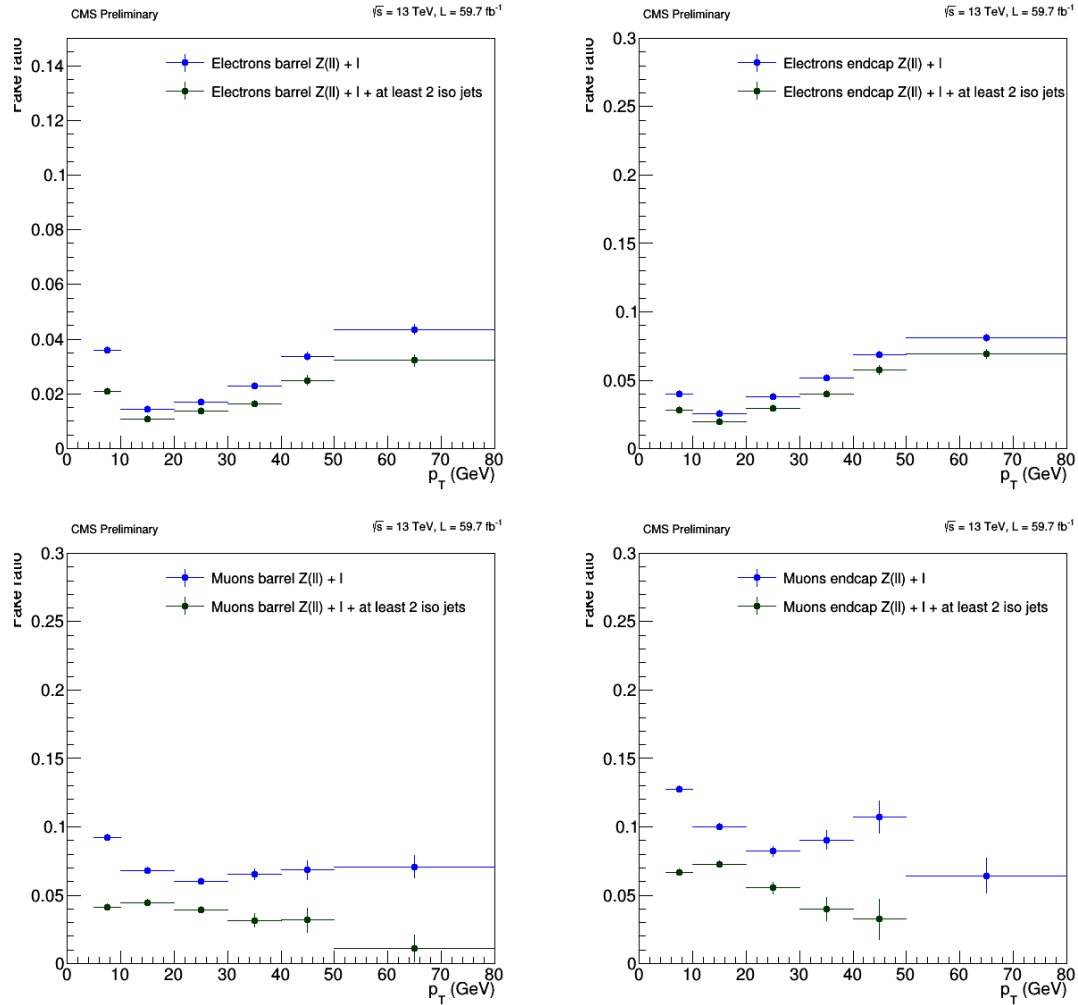 CMS Preliminary √s = 13 TeV, L = 59.7 fb⁻¹
Fake ratio
Electrons barrel Z(ll) + l
Electrons barrel Z(ll) + l + at least 2 iso jets
0.14
0.12
0.1
0.08
0.06
0.04
0.02
0
0 10 20 30 40 50 60 70 80
p_T (GeV)
CMS Preliminary √s = 13 TeV, L = 59.7 fb⁻¹
Fake ratio
Electrons endcap Z(ll) + l
Electrons endcap Z(ll) + l + at least 2 iso jets
0.3
0.25
0.2
0.15
0.1
0.05
0
0 10 20 30 40 50 60 70 80
p_T (GeV)
CMS Preliminary √s = 13 TeV, L = 59.7 fb⁻¹
Fake ratio
Muons barrel Z(ll) + l
Muons barrel Z(ll) + l + at least 2 iso jets
0.3
0.25
0.2
0.15
0.1
0.05
0
0 10 20 30 40 50 60 70 80
p_T (GeV)
CMS Preliminary √s = 13 TeV, L = 59.7 fb⁻¹
Fake ratio
Muons endcap Z(ll) + l
Muons endcap Z(ll) + l + at least 2 iso jets
0.3
0.25
0.2
0.15
0.1
0.05
0
0 10 20 30 40 50 60 70 80
p_T (GeV)